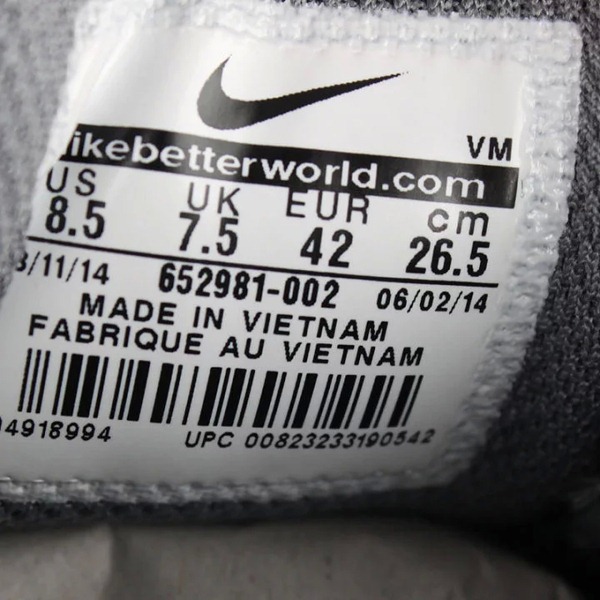 VM
ikebetterworld.com
US UK EUR cm
8.5 7.5 42 26.5
3/11/14 652981-002 06/02/14
MADE IN VIETNAM
FABRIQUE AU VIETNAM
4918994 UPC 00823233190542